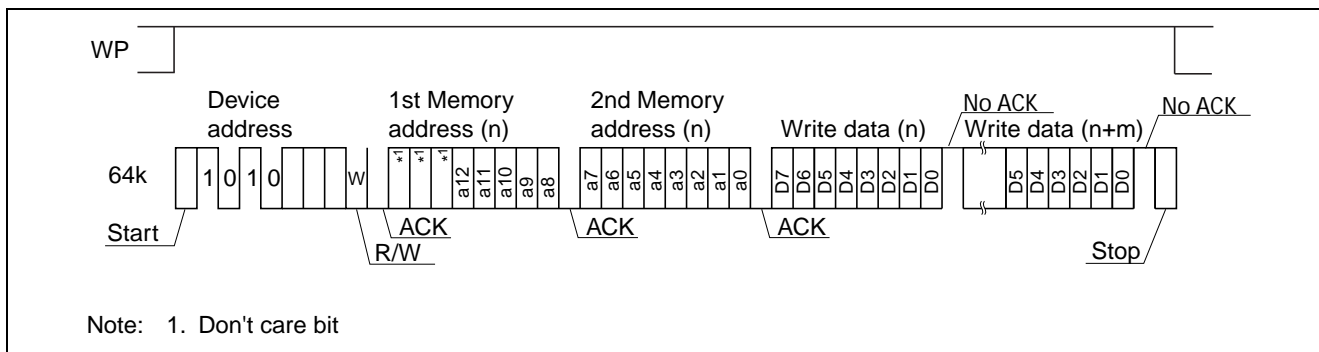 WP
Device
address
1st Memory
address (n)
2nd Memory
address (n)
Write data (n)
No ACK
Write data (n+m)
No ACK
64k
1 0 1 0 W *1 *1 *1 a12 a11 a10 a9 a8 a7 a6 a5 a4 a3 a2 a1 a0 D7 D6 D5 D4 D3 D2 D1 D0 D5 D4 D3 D2 D1 D0
Start
R/W
ACK
ACK
ACK
Stop
Note: 1. Don't care bit